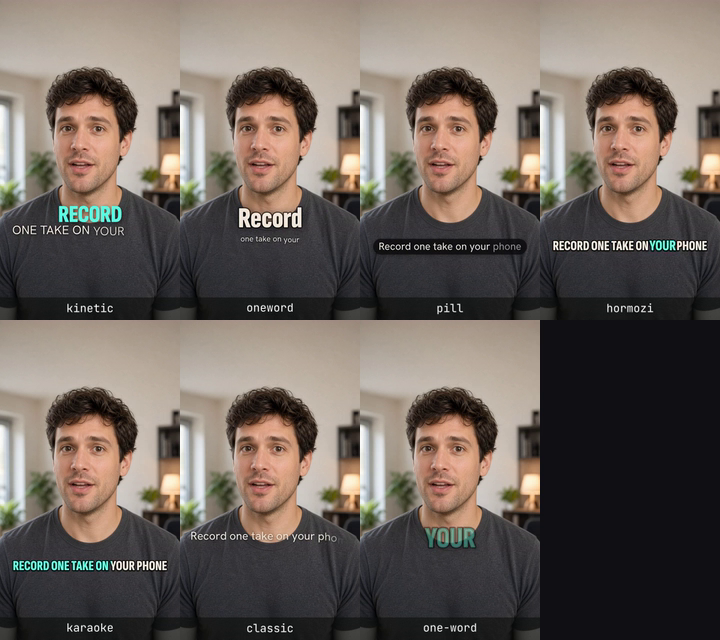 RECORD
ONE TAKE ON YOUR
kinetic
Record
one take on your
oneword
Record one take on your phone
pill
RECORD ONE TAKE ON YOUR PHONE
hormozi
RECORD ONE TAKE ON YOUR PHONE
karaoke
Record one take on your pho
classic
YOUR
one-word